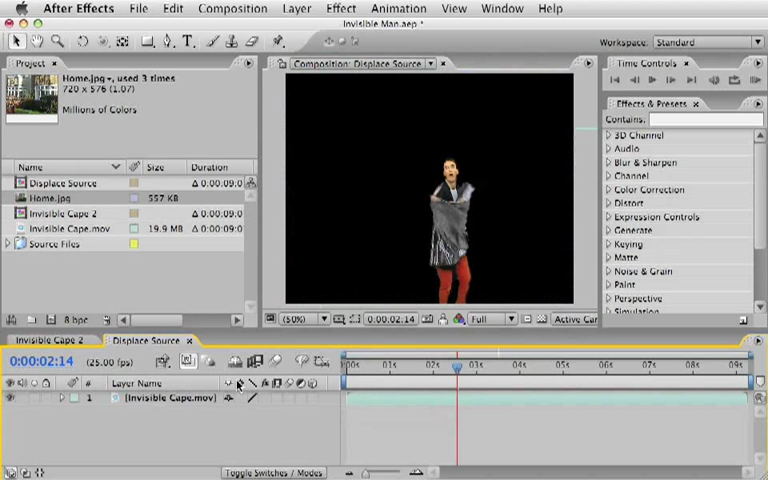 After Effects File Edit Composition Layer Effect Animation View Window Help
Invisible Man.aep *
Workspace: Standard
Project ×
Home.jpg▾, used 3 times
720 x 576 (1.07)
Millions of Colors
Composition: Displace Source
Time Controls ×
Effects & Presets ×
Contains:
3D Channel
Audio
Blur & Sharpen
Channel
Color Correction
Distort
Expression Controls
Generate
Keying
Matte
Noise & Grain
Paint
Perspective
Simulation
Name Size Duration
Displace Source Δ 0:00:09:0
Home.jpg 557 KB
Invisible Cape 2 Δ 0:00:09:0
Invisible Cape.mov 19.9 MB Δ 0:00:09:0
Source Files
8 bpc
(50%) 0:00:02:14 Full Active Car
Invisible Cape 2 Displace Source ×
0:00:02:14 (25.00 fps)
00s 01s 02s 03s 04s 05s 06s 07s 08s 09s
# Layer Name
1 [Invisible Cape.mov]
Toggle Switches / Modes